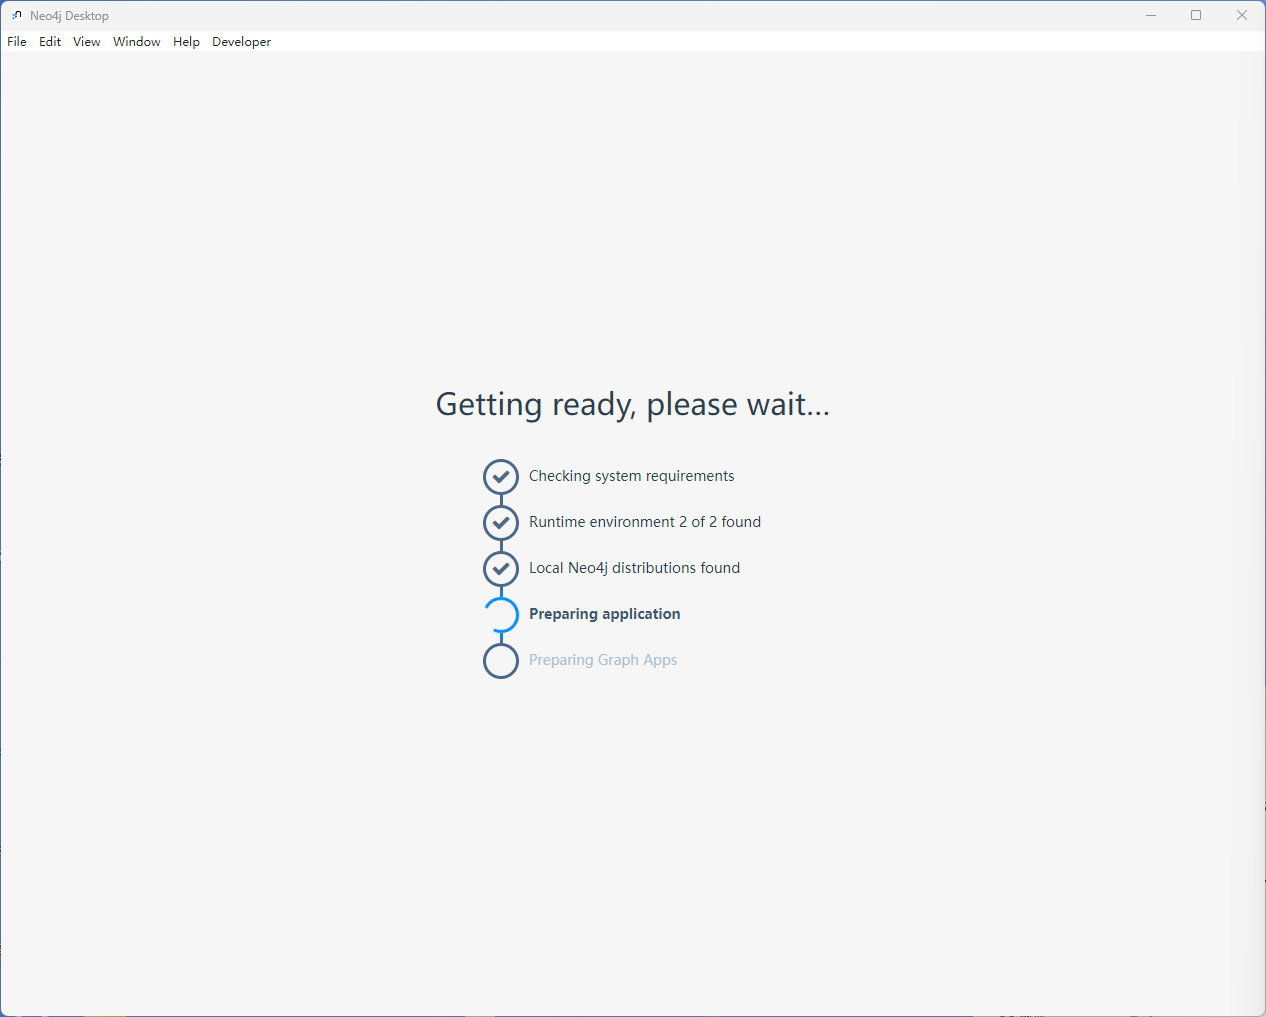 Neo4j Desktop
File Edit View Window Help Developer
Getting ready, please wait...
Checking system requirements
Runtime environment 2 of 2 found
Local Neo4j distributions found
Preparing application
Preparing Graph Apps